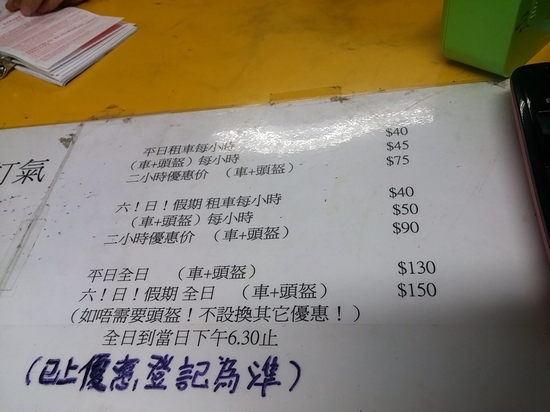 打氣
平日租車每小時 $40
（車+頭盔）每小時 $45
二小時優惠价 （車+頭盔） $75
六！日！假期 租車每小時 $40
（車+頭盔）每小時 $50
二小時優惠价 （車+頭盔） $90
平日全日 （車+頭盔） $130
六！日！假期 全日 （車+頭盔） $150
（如唔需要頭盔！不設換其它優惠！）
全日到當日下午6.30止
（已上優惠登記為準）